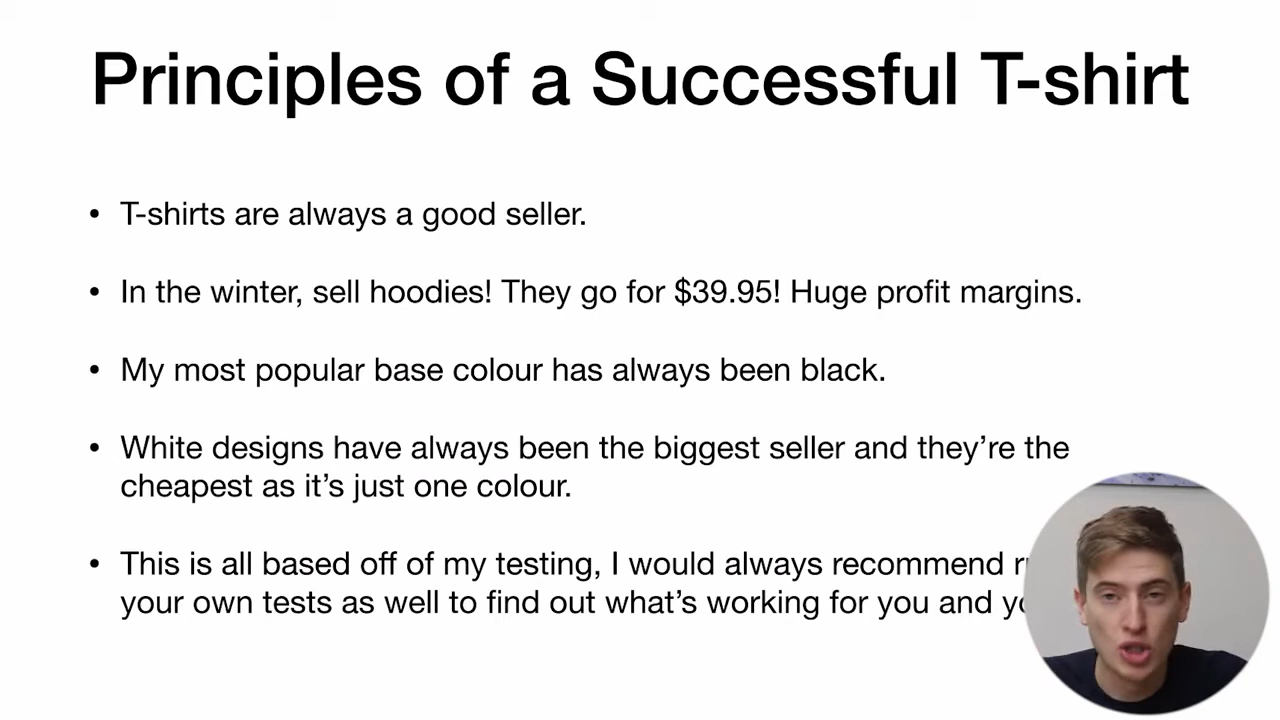 Principles of a Successful T-shirt
• T-shirts are always a good seller.
• In the winter, sell hoodies! They go for $39.95! Huge profit margins.
• My most popular base colour has always been black.
• White designs have always been the biggest seller and they’re the
cheapest as it’s just one colour.
• This is all based off of my testing, I would always recommend
your own tests as well to find out what’s working for you and